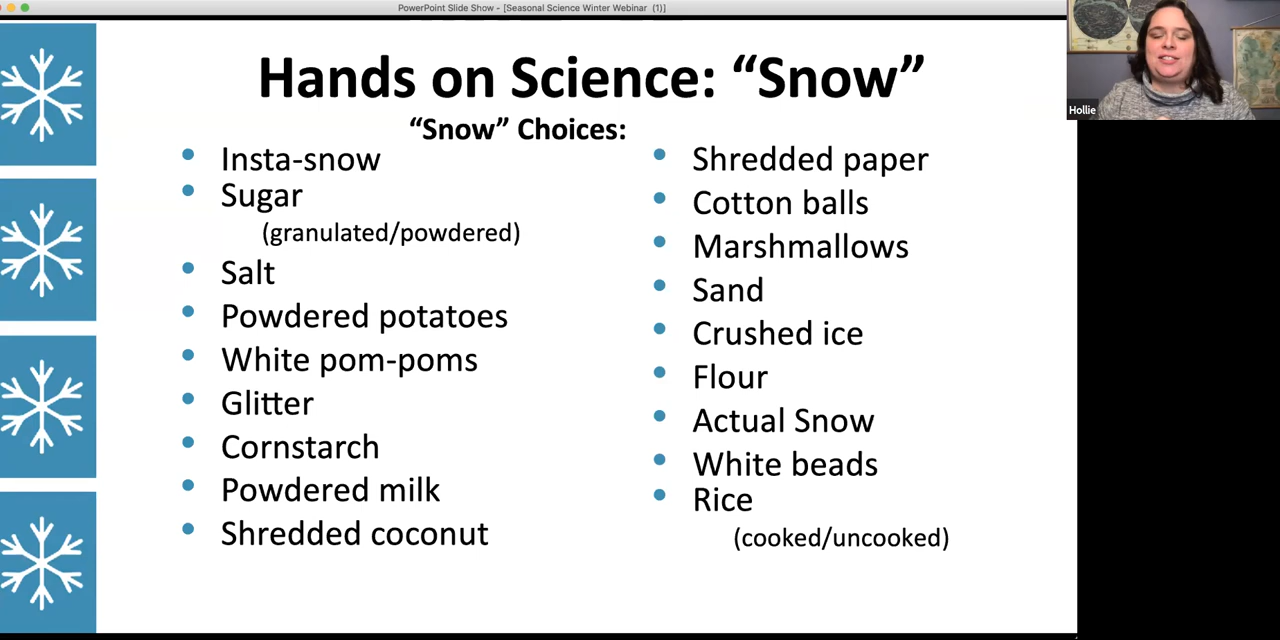 PowerPoint Slide Show - [Seasonal Science Winter Webinar (1)]
Hands on Science: “Snow”
“Snow” Choices:
• Insta-snow
• Sugar
(granulated/powdered)
• Salt
• Powdered potatoes
• White pom-poms
• Glitter
• Cornstarch
• Powdered milk
• Shredded coconut
• Shredded paper
• Cotton balls
• Marshmallows
• Sand
• Crushed ice
• Flour
• Actual Snow
• White beads
• Rice
(cooked/uncooked)
Hollie